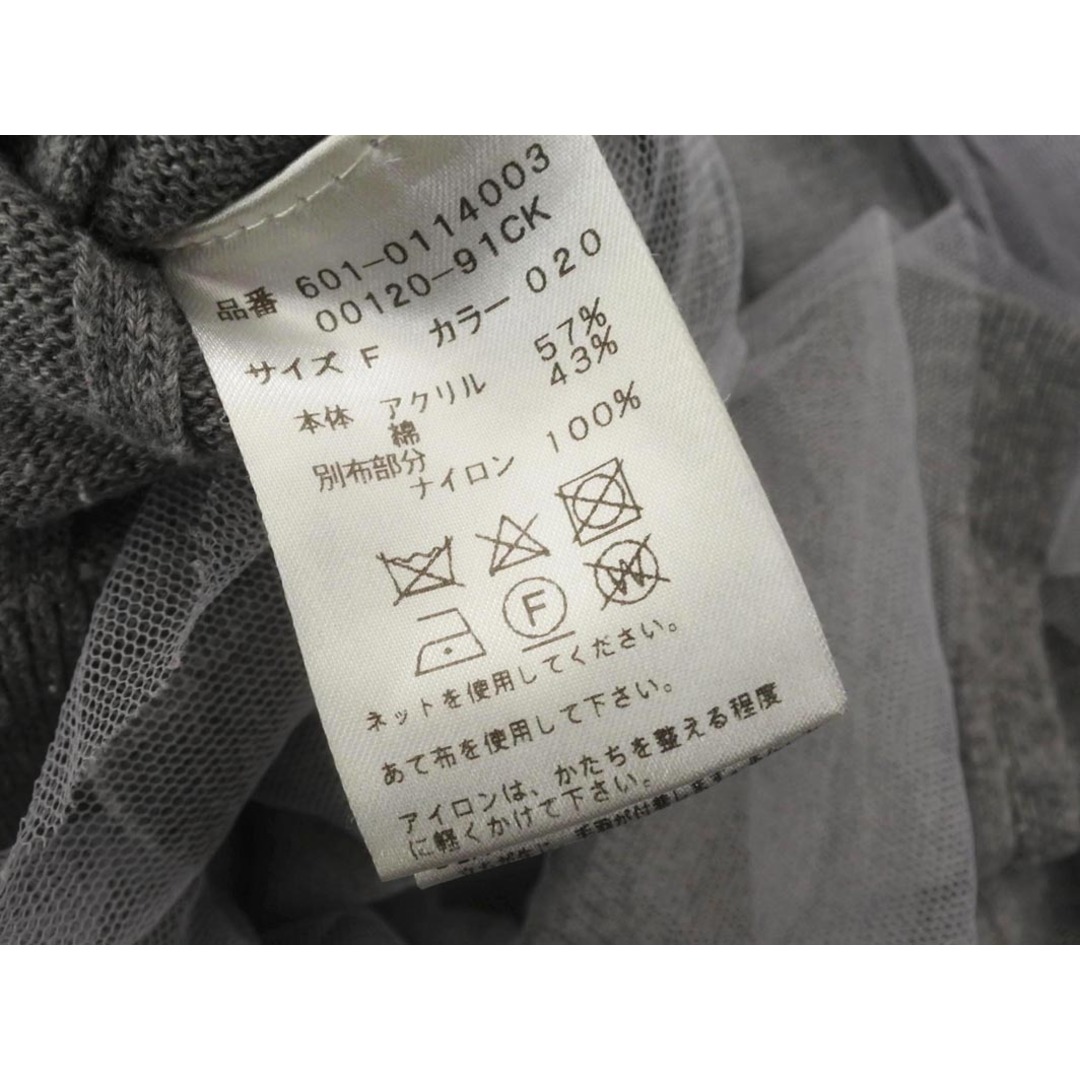 品番 601-0114003
00120-91CK
サイズ F カラー 020
本体 アクリル 57%
綿 43%
別布部分
ナイロン 100%
F
W
ネットを使用してください。
あて布を使用して下さい。
アイロンは、かたちを整える程度
に軽くかけて下さい。